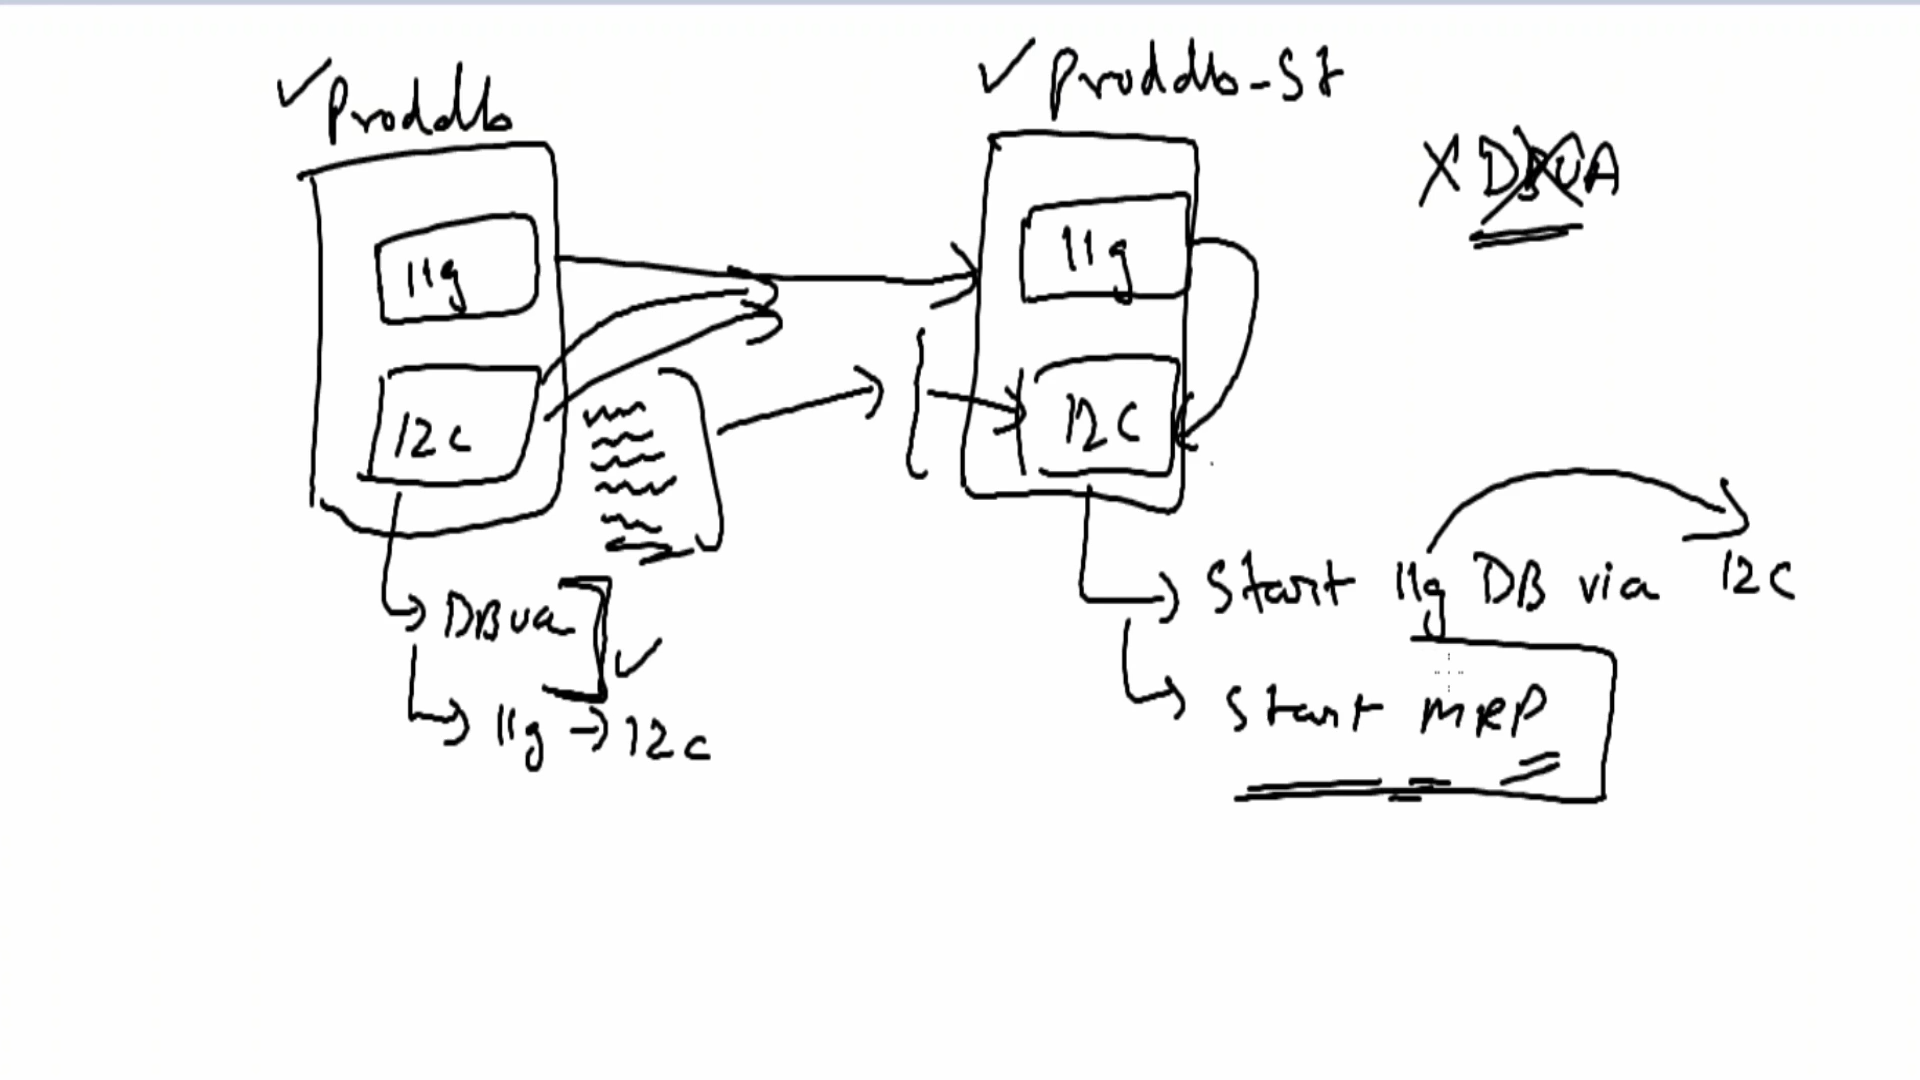 ✓ Proddb
11g
12c
DBua ✓
11g → 12c
✓ Proddb-St
11g
12C
X DBUA
Start 11g DB via 12C
Start MRP